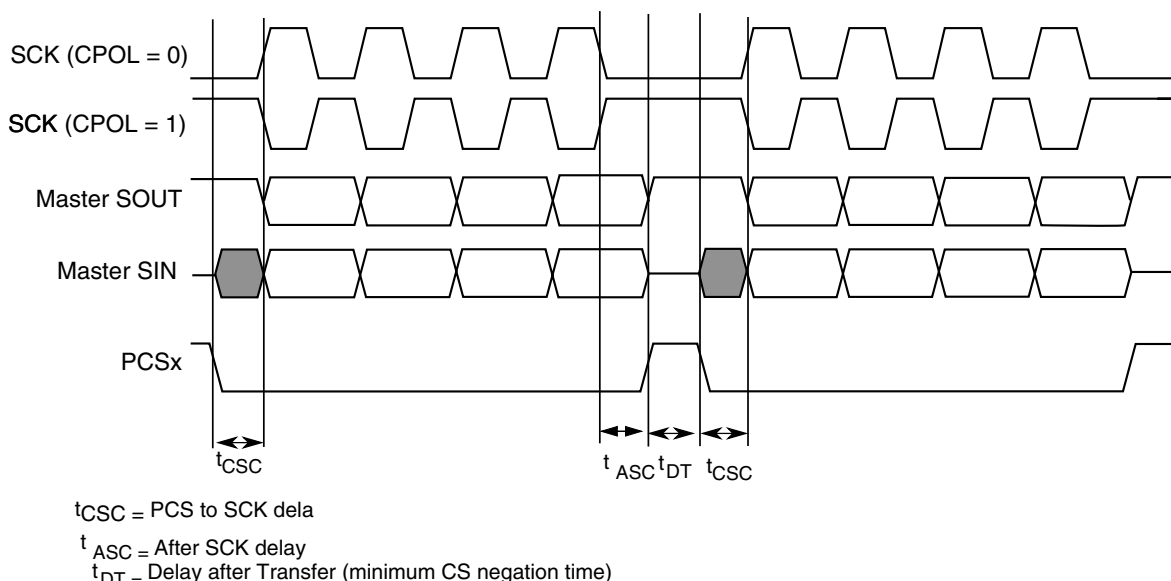 SCK (CPOL = 0)
SCK (CPOL = 1)
Master SOUT
Master SIN
PCSx
tCSC
t ASC
tDT
tCSC
tCSC = PCS to SCK dela
t ASC = After SCK delay
tDT = Delay after Transfer (minimum CS negation time)